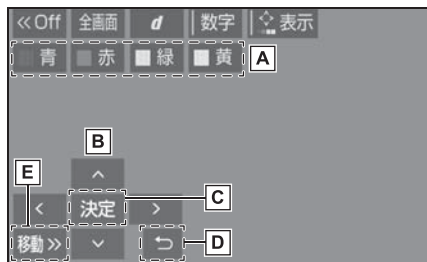 ≪Off 全画面 d 数字 表示
青 赤 緑 黄 A
B
E ^
< 決定 > C
移動≫ ⌄ ⮌ D